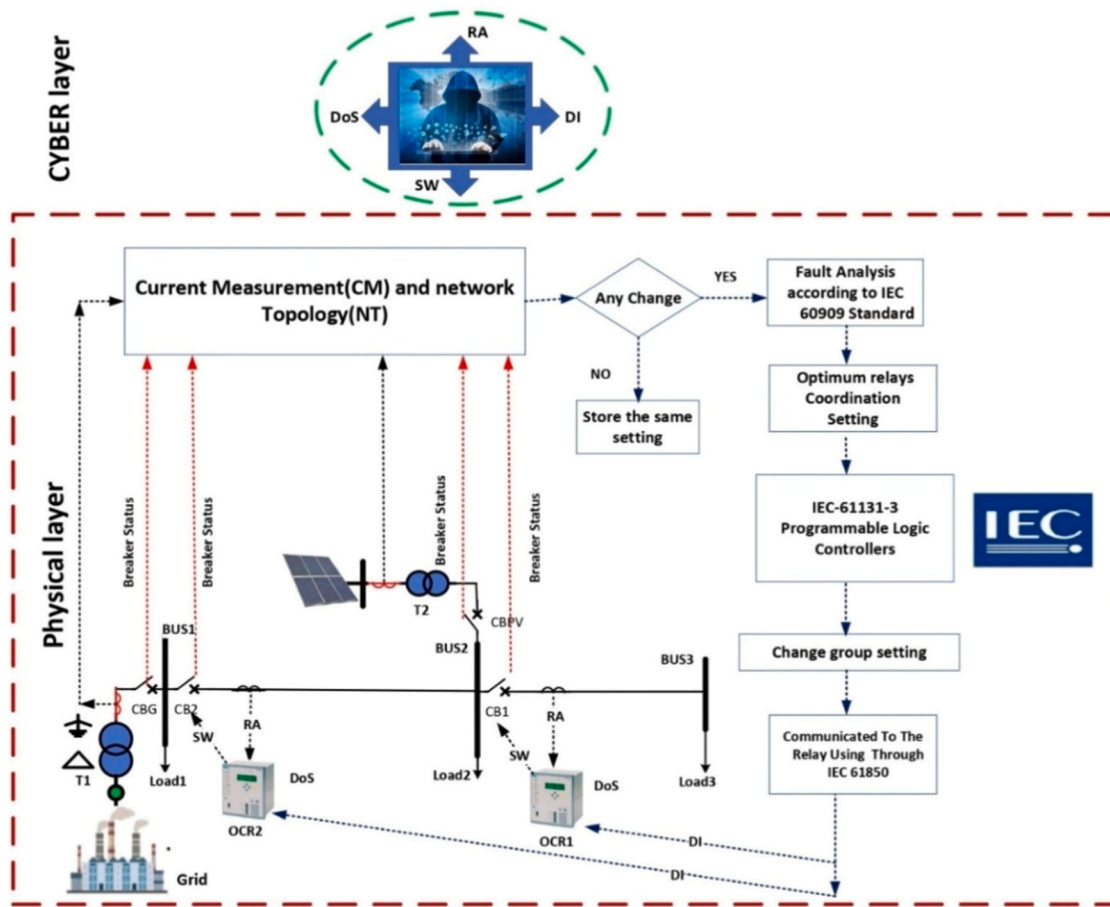 CYBER layer
RA
DoS
DI
SW
Current Measurement(CM) and network
Topology(NT)
Any Change
YES
Fault Analysis
according to IEC
60909 Standard
NO
Store the same
setting
Optimum relays
Coordination
Setting
IEC-61131-3
Programmable Logic
Controllers
IEC
Physical layer
Breaker Status
Breaker Status
Breaker Status
Breaker Status
T2
CBPV
BUS1
BUS2
BUS3
Change group setting
CBG
CB2
CB1
RA
SW
RA
SW
Communicated To The
Relay Using Through
IEC 61850
T1
Load1
DoS
Load2
DoS
Load3
OCR2
OCR1
DI
DI
Grid